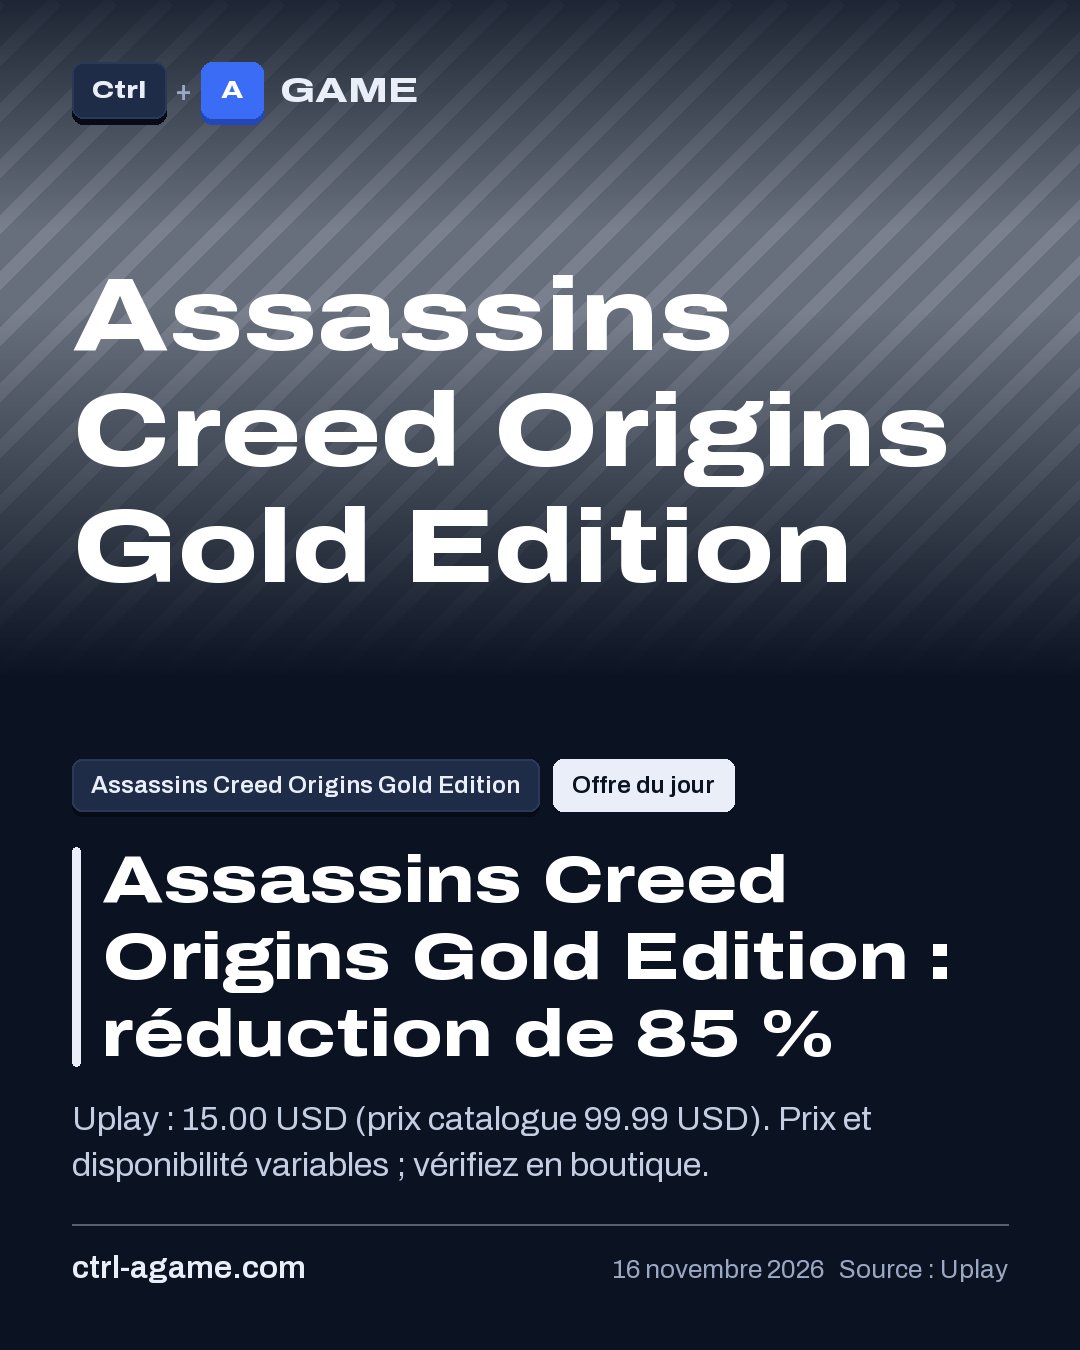 Ctrl + A GAME
Assassins
Creed Origins
Gold Edition
Assassins Creed Origins Gold Edition Offre du jour
Assassins Creed
Origins Gold Edition :
réduction de 85 %
Uplay : 15.00 USD (prix catalogue 99.99 USD). Prix et
disponibilité variables ; vérifiez en boutique.
ctrl-agame.com 16 novembre 2026 Source : Uplay